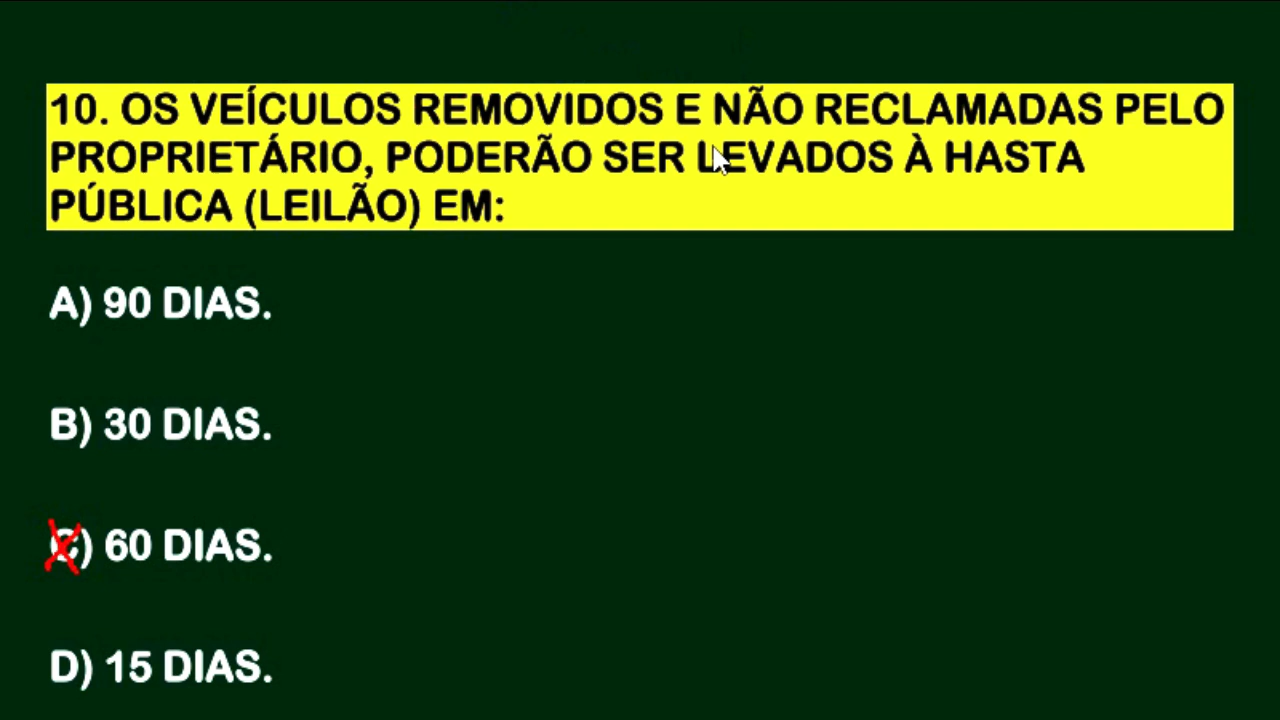 10. OS VEÍCULOS REMOVIDOS E NÃO RECLAMADAS PELO
PROPRIETÁRIO, PODERÃO SER LEVADOS À HASTA
PÚBLICA (LEILÃO) EM:
A) 90 DIAS.
B) 30 DIAS.
C) 60 DIAS.
D) 15 DIAS.